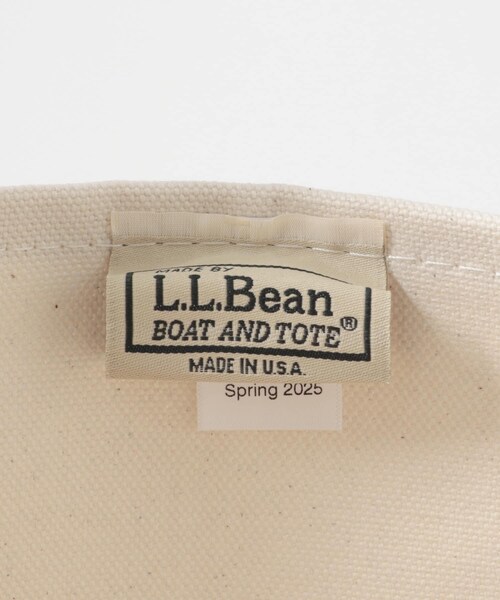 MADE BY
L.L.Bean
BOAT AND TOTE®
MADE IN U.S.A.
Spring 2025